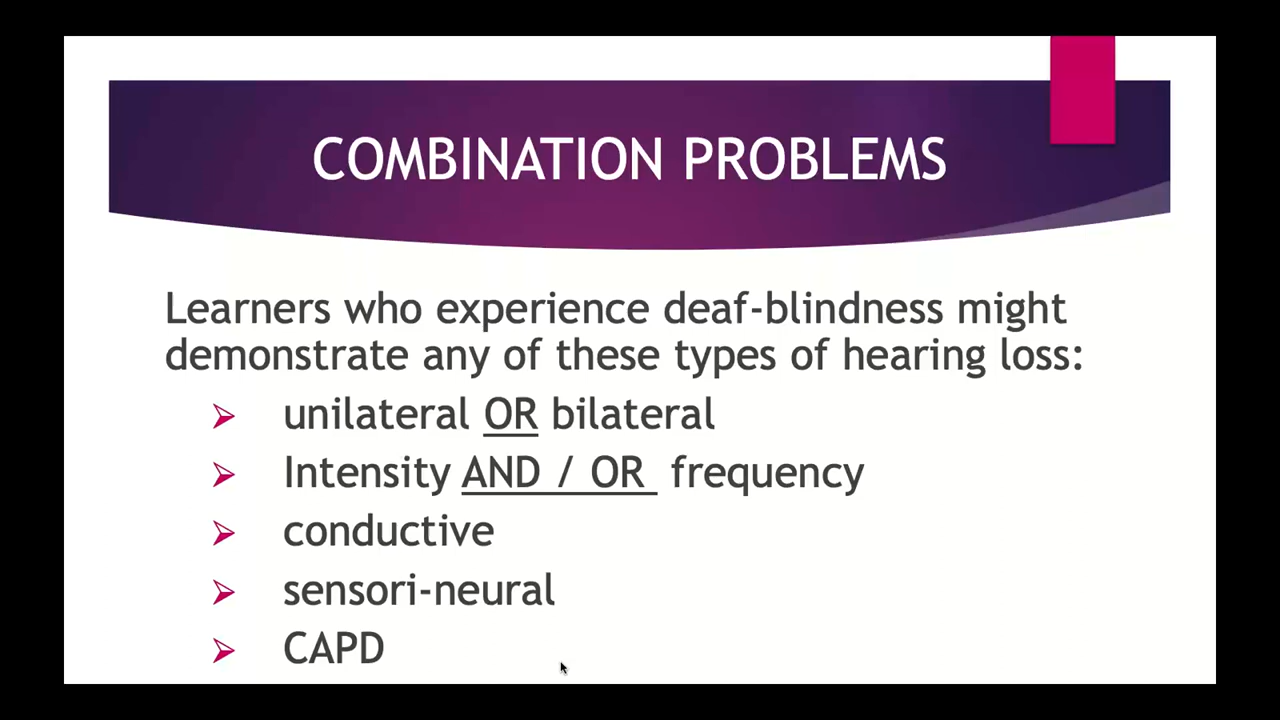 COMBINATION PROBLEMS
Learners who experience deaf-blindness might
demonstrate any of these types of hearing loss:
unilateral OR bilateral
Intensity AND / OR frequency
conductive
sensori-neural
CAPD